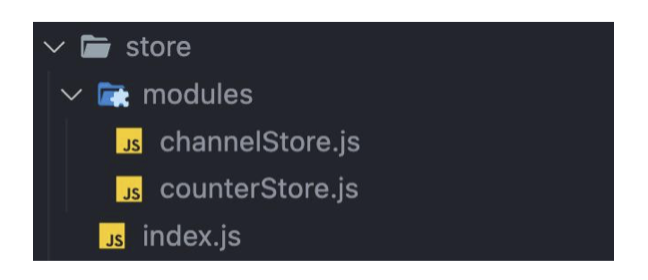 store
modules
JS channelStore.js
JS counterStore.js
JS index.js